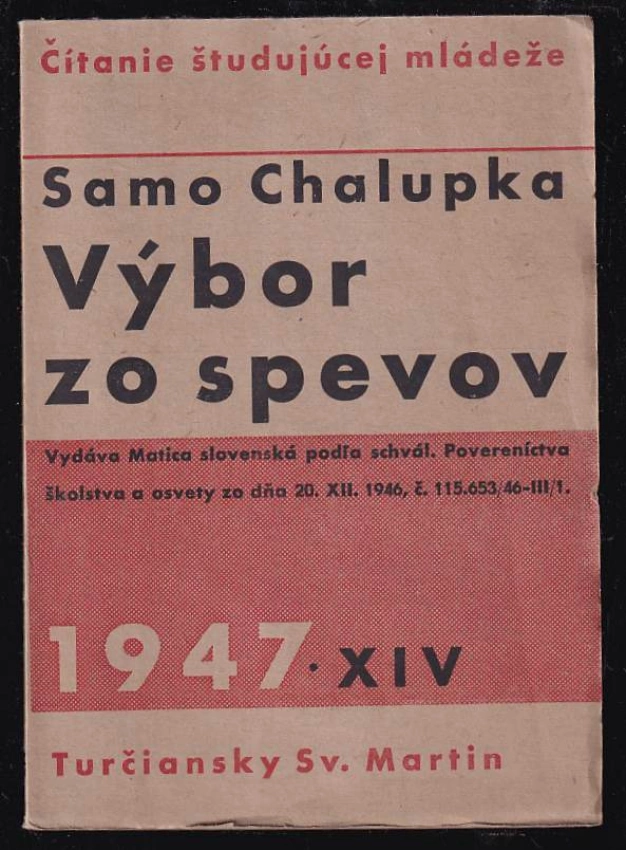 Čítanie študujúcej mládeže
Samo Chalupka
Výbor
zo spevov
Vydáva Matica slovenská podľa schvál. Povereníctva
školstva a osvety zo dňa 20. XII. 1946, č. 115.653/46-III/1.
1947 · XIV
Turčiansky Sv. Martin